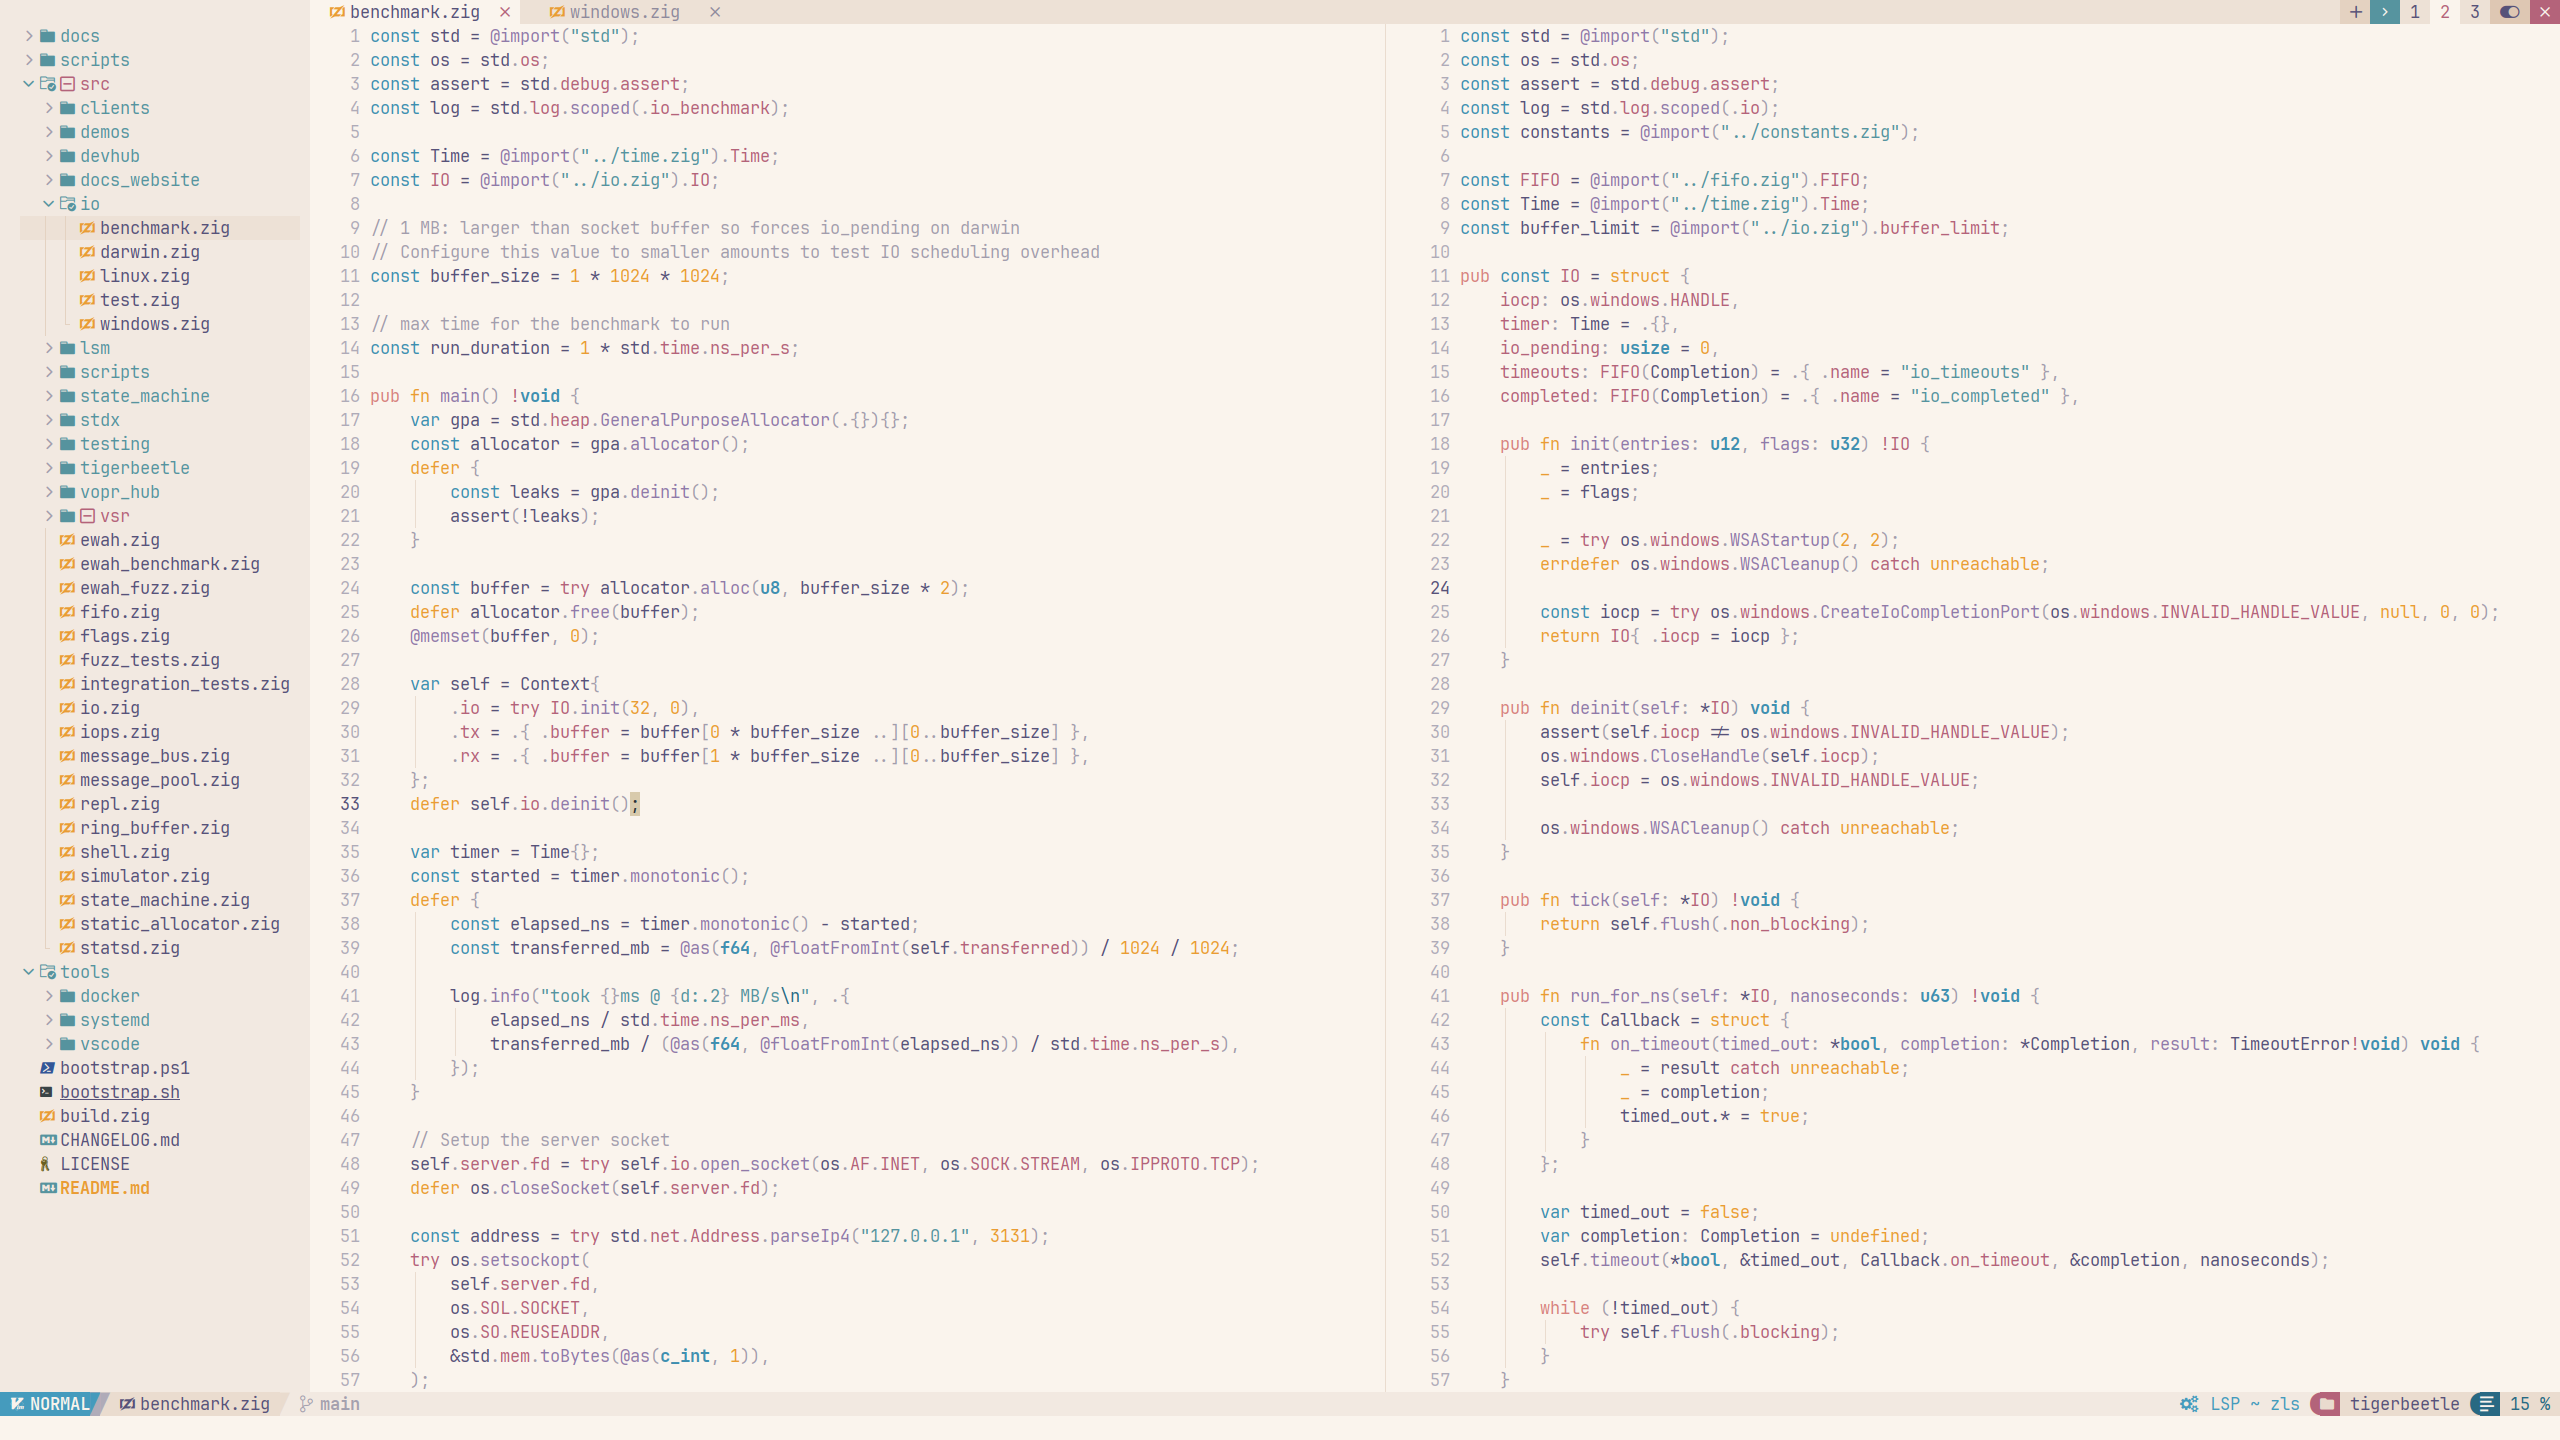 benchmark.zig
windows.zig
1 2 3
docs
scripts
src
clients
demos
devhub
docs_website
io
benchmark.zig
darwin.zig
linux.zig
test.zig
windows.zig
lsm
scripts
state_machine
stdx
testing
tigerbeetle
vopr_hub
vsr
ewah.zig
ewah_benchmark.zig
ewah_fuzz.zig
fifo.zig
flags.zig
fuzz_tests.zig
integration_tests.zig
io.zig
iops.zig
message_bus.zig
message_pool.zig
repl.zig
ring_buffer.zig
shell.zig
simulator.zig
state_machine.zig
static_allocator.zig
statsd.zig
tools
docker
systemd
vscode
bootstrap.ps1
bootstrap.sh
build.zig
CHANGELOG.md
LICENSE
README.md
1 const std = @import("std");
2 const os = std.os;
3 const assert = std.debug.assert;
4 const log = std.log.scoped(.io_benchmark);
5
6 const Time = @import("../time.zig").Time;
7 const IO = @import("../io.zig").IO;
8
9 // 1 MB: larger than socket buffer so forces io_pending on darwin
10 // Configure this value to smaller amounts to test IO scheduling overhead
11 const buffer_size = 1 * 1024 * 1024;
12
13 // max time for the benchmark to run
14 const run_duration = 1 * std.time.ns_per_s;
15
16 pub fn main() !void {
17     var gpa = std.heap.GeneralPurposeAllocator(.{}){};
18     const allocator = gpa.allocator();
19     defer {
20         const leaks = gpa.deinit();
21         assert(!leaks);
22     }
23
24     const buffer = try allocator.alloc(u8, buffer_size * 2);
25     defer allocator.free(buffer);
26     @memset(buffer, 0);
27
28     var self = Context{
29         .io = try IO.init(32, 0),
30         .tx = .{ .buffer = buffer[0 * buffer_size ..][0..buffer_size] },
31         .rx = .{ .buffer = buffer[1 * buffer_size ..][0..buffer_size] },
32     };
33     defer self.io.deinit();
34
35     var timer = Time{};
36     const started = timer.monotonic();
37     defer {
38         const elapsed_ns = timer.monotonic() - started;
39         const transferred_mb = @as(f64, @floatFromInt(self.transferred)) / 1024 / 1024;
40
41         log.info("took {}ms @ {d:.2} MB/s\n", .{
42             elapsed_ns / std.time.ns_per_ms,
43             transferred_mb / (@as(f64, @floatFromInt(elapsed_ns)) / std.time.ns_per_s),
44         });
45     }
46
47     // Setup the server socket
48     self.server.fd = try self.io.open_socket(os.AF.INET, os.SOCK.STREAM, os.IPPROTO.TCP);
49     defer os.closeSocket(self.server.fd);
50
51     const address = try std.net.Address.parseIp4("127.0.0.1", 3131);
52     try os.setsockopt(
53         self.server.fd,
54         os.SOL.SOCKET,
55         os.SO.REUSEADDR,
56         &std.mem.toBytes(@as(c_int, 1)),
57     );
1 const std = @import("std");
2 const os = std.os;
3 const assert = std.debug.assert;
4 const log = std.log.scoped(.io);
5 const constants = @import("../constants.zig");
6
7 const FIFO = @import("../fifo.zig").FIFO;
8 const Time = @import("../time.zig").Time;
9 const buffer_limit = @import("../io.zig").buffer_limit;
10
11 pub const IO = struct {
12     iocp: os.windows.HANDLE,
13     timer: Time = .{},
14     io_pending: usize = 0,
15     timeouts: FIFO(Completion) = .{ .name = "io_timeouts" },
16     completed: FIFO(Completion) = .{ .name = "io_completed" },
17
18     pub fn init(entries: u12, flags: u32) !IO {
19         _ = entries;
20         _ = flags;
21
22         _ = try os.windows.WSAStartup(2, 2);
23         errdefer os.windows.WSACleanup() catch unreachable;
24
25         const iocp = try os.windows.CreateIoCompletionPort(os.windows.INVALID_HANDLE_VALUE, null, 0, 0);
26         return IO{ .iocp = iocp };
27     }
28
29     pub fn deinit(self: *IO) void {
30         assert(self.iocp != os.windows.INVALID_HANDLE_VALUE);
31         os.windows.CloseHandle(self.iocp);
32         self.iocp = os.windows.INVALID_HANDLE_VALUE;
33
34         os.windows.WSACleanup() catch unreachable;
35     }
36
37     pub fn tick(self: *IO) !void {
38         return self.flush(.non_blocking);
39     }
40
41     pub fn run_for_ns(self: *IO, nanoseconds: u63) !void {
42         const Callback = struct {
43             fn on_timeout(timed_out: *bool, completion: *Completion, result: TimeoutError!void) void {
44                 _ = result catch unreachable;
45                 _ = completion;
46                 timed_out.* = true;
47             }
48         };
49
50         var timed_out = false;
51         var completion: Completion = undefined;
52         self.timeout(*bool, &timed_out, Callback.on_timeout, &completion, nanoseconds);
53
54         while (!timed_out) {
55             try self.flush(.blocking);
56         }
57     }
NORMAL benchmark.zig main
LSP ~ zls tigerbeetle 15 %